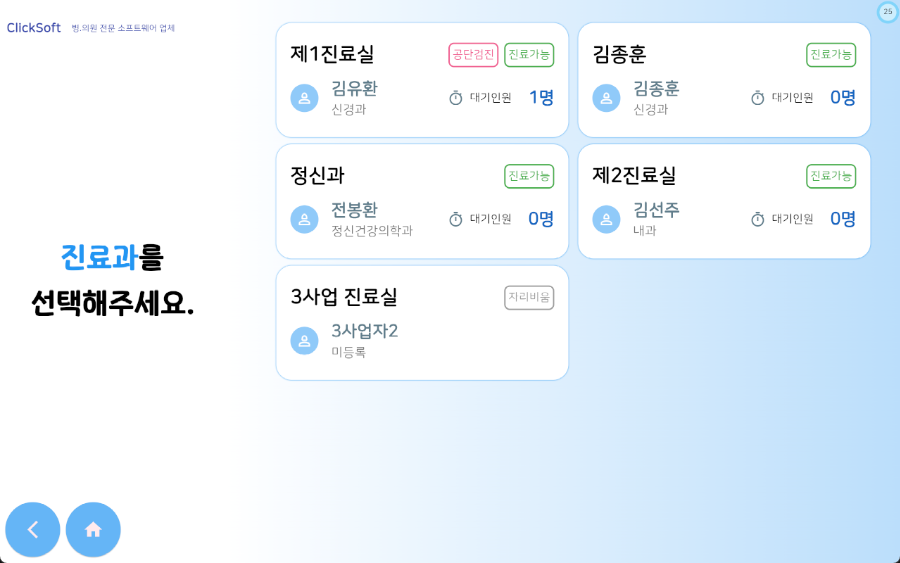 ClickSoft 병.의원 전문 소프트웨어 업체
25
진료과를
선택해주세요.
제1진료실 공단검진 진료가능
김유환
신경과
대기인원 1명
김종훈 진료가능
김종훈
신경과
대기인원 0명
정신과 진료가능
전봉환
정신건강의학과
대기인원 0명
제2진료실 진료가능
김선주
내과
대기인원 0명
3사업 진료실 자리비움
3사업자2
미등록